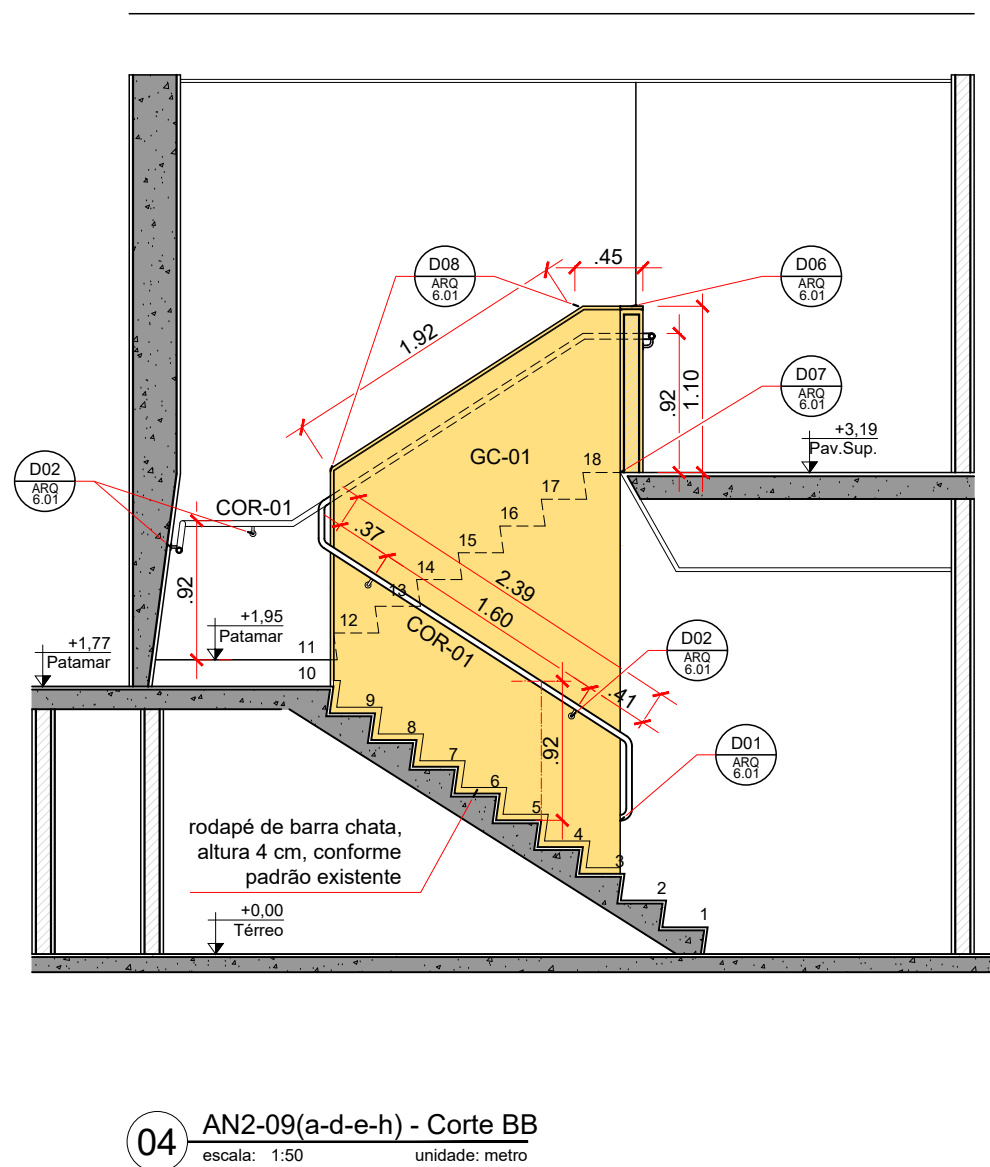 D08
ARQ
6.01
.45
D06
ARQ
6.01
1.92
D07
ARQ
6.01
.92
1.10
+3,19
Pav.Sup.
GC-01
18
D02
ARQ
6.01
COR-01
17
16
.37
15
14
2.39
13
1.60
12
COR-01
.92
+1,95
Patamar
11
+1,77
Patamar
10
D02
ARQ
6.01
.41
9
8
.92
D01
ARQ
6.01
7
6
5
rodapé de barra chata,
altura 4 cm, conforme
padrão existente
4
3
2
1
+0,00
Térreo
04
AN2-09(a-d-e-h) - Corte BB
escala: 1:50 unidade: metro